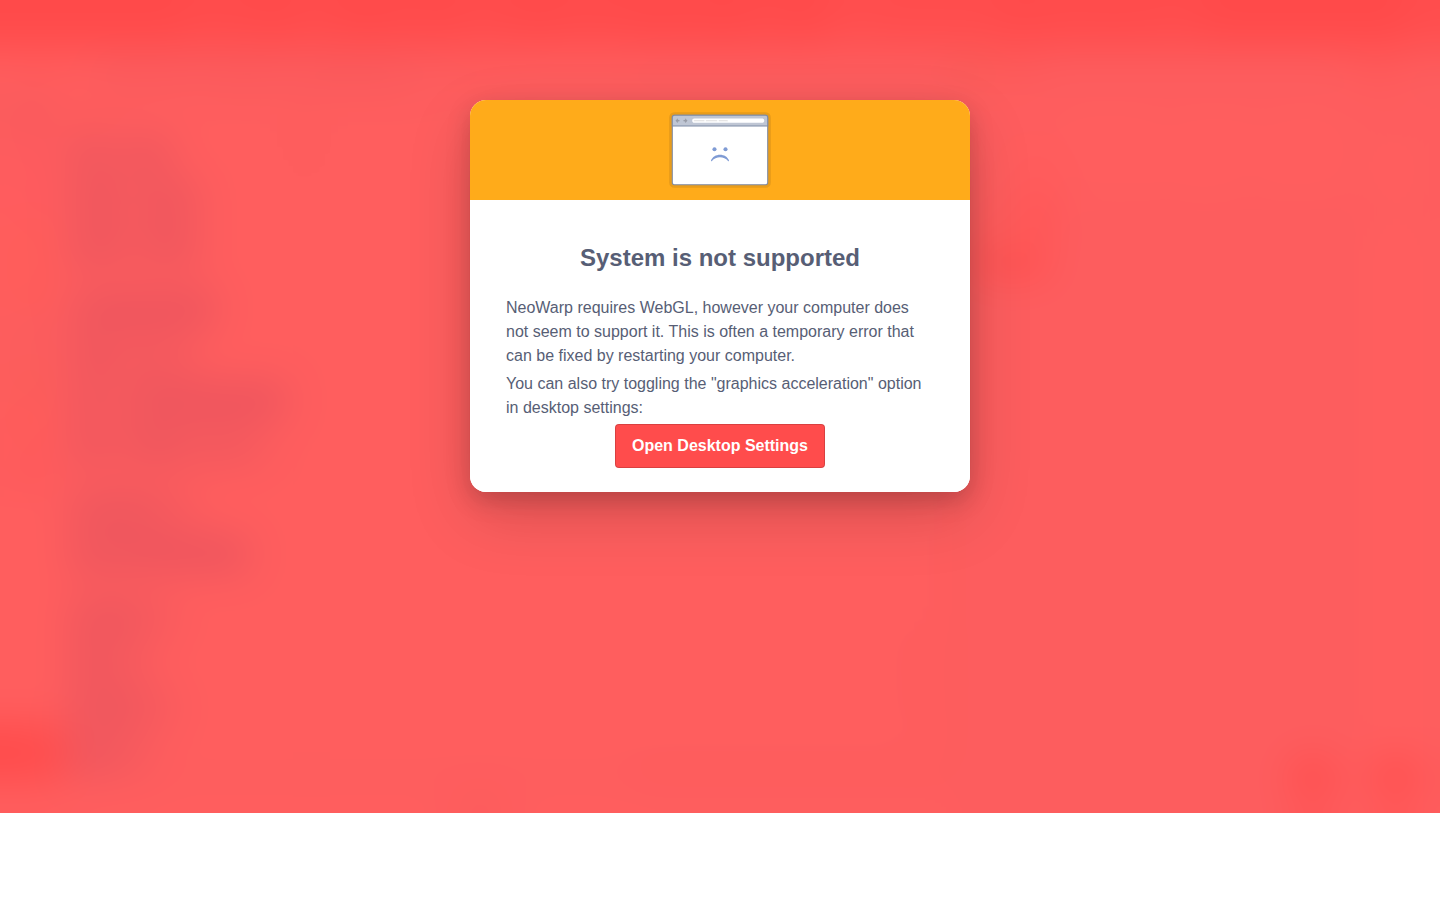 System is not supported
NeoWarp requires WebGL, however your computer does
not seem to support it. This is often a temporary error that
can be fixed by restarting your computer.
You can also try toggling the "graphics acceleration" option
in desktop settings:
Open Desktop Settings